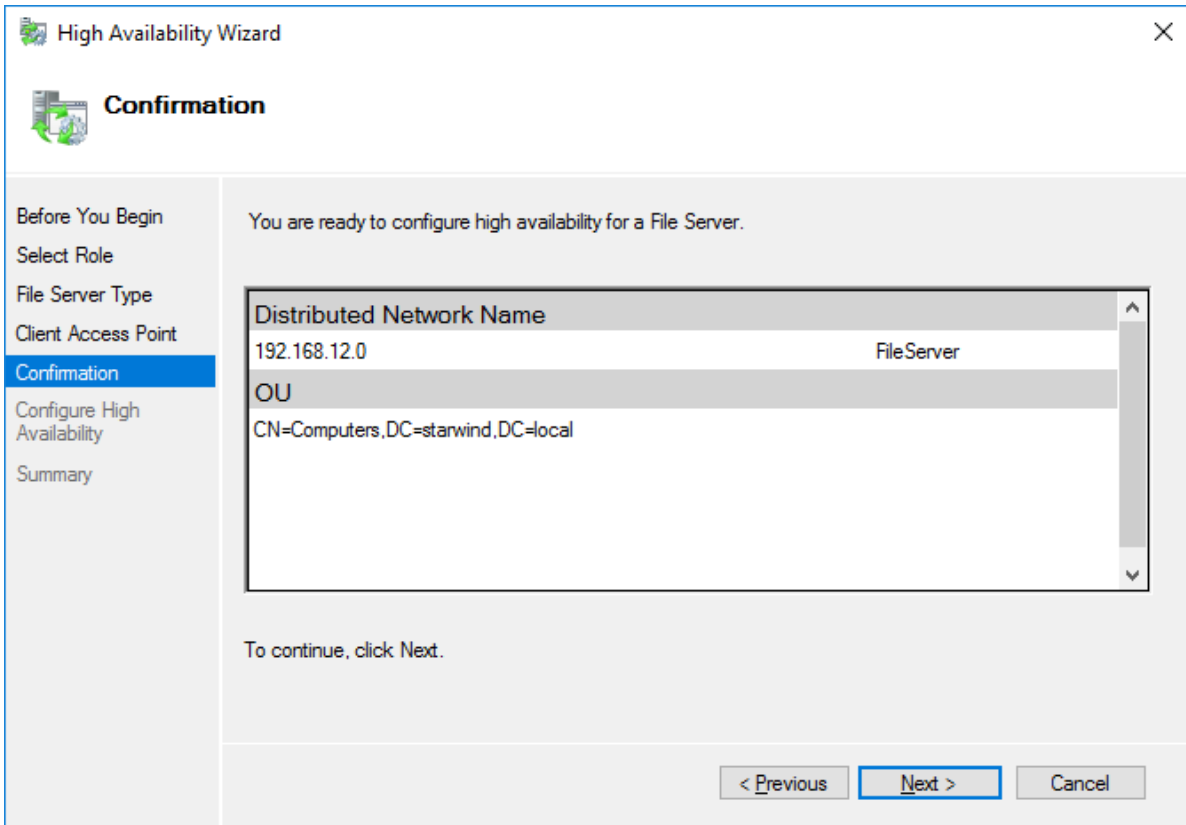 High Availability Wizard
Confirmation
Before You Begin
Select Role
File Server Type
Client Access Point
Confirmation
Configure High
Availability
Summary
You are ready to configure high availability for a File Server.
Distributed Network Name
192.168.12.0 FileServer
OU
CN=Computers,DC=starwind,DC=local
To continue, click Next.
< Previous Next > Cancel